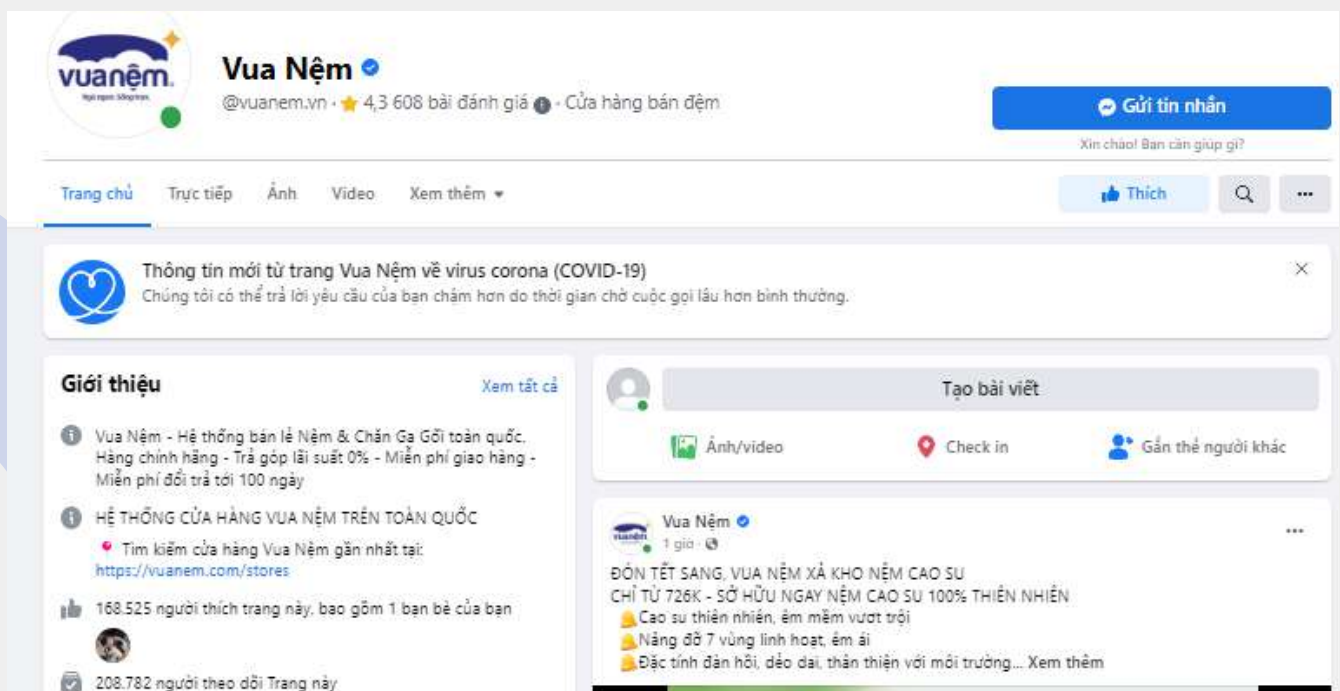 vuanệm.
Vua Nệm
@vuanem.vn · 4,3 608 bài đánh giá · Cửa hàng bán đệm
Gửi tin nhắn
Xin chào! Bạn cần giúp gì?
Trang chủ Trực tiếp Ảnh Video Xem thêm
Thích
Thông tin mới từ trang Vua Nệm về virus corona (COVID-19)
Chúng tôi có thể trả lời yêu cầu của bạn chậm hơn do thời gian chờ cuộc gọi lâu hơn bình thường.
Giới thiệu
Xem tất cả
Vua Nệm - Hệ thống bán lẻ Nệm & Chăn Ga Gối toàn quốc.
Hàng chính hãng - Trả góp lãi suất 0% - Miễn phí giao hàng -
Miễn phí đổi trả tới 100 ngày
HỆ THỐNG CỬA HÀNG VUA NỆM TRÊN TOÀN QUỐC
Tìm kiếm cửa hàng Vua Nệm gần nhất tại:
https://vuanem.com/stores
168.525 người thích trang này, bao gồm 1 bạn bè của bạn
208.782 người theo dõi Trang này
Tạo bài viết
Ảnh/video
Check in
Gắn thẻ người khác
Vua Nệm
1 giờ ·
ĐÓN TẾT SANG, VUA NỆM XẢ KHO NỆM CAO SU
CHỈ TỪ 726K - SỞ HỮU NGAY NỆM CAO SU 100% THIÊN NHIÊN
Cao su thiên nhiên, êm mềm vượt trội
Nâng đỡ 7 vùng linh hoạt, êm ái
Đặc tính đàn hồi, dẻo dai, thân thiện với môi trường... Xem thêm